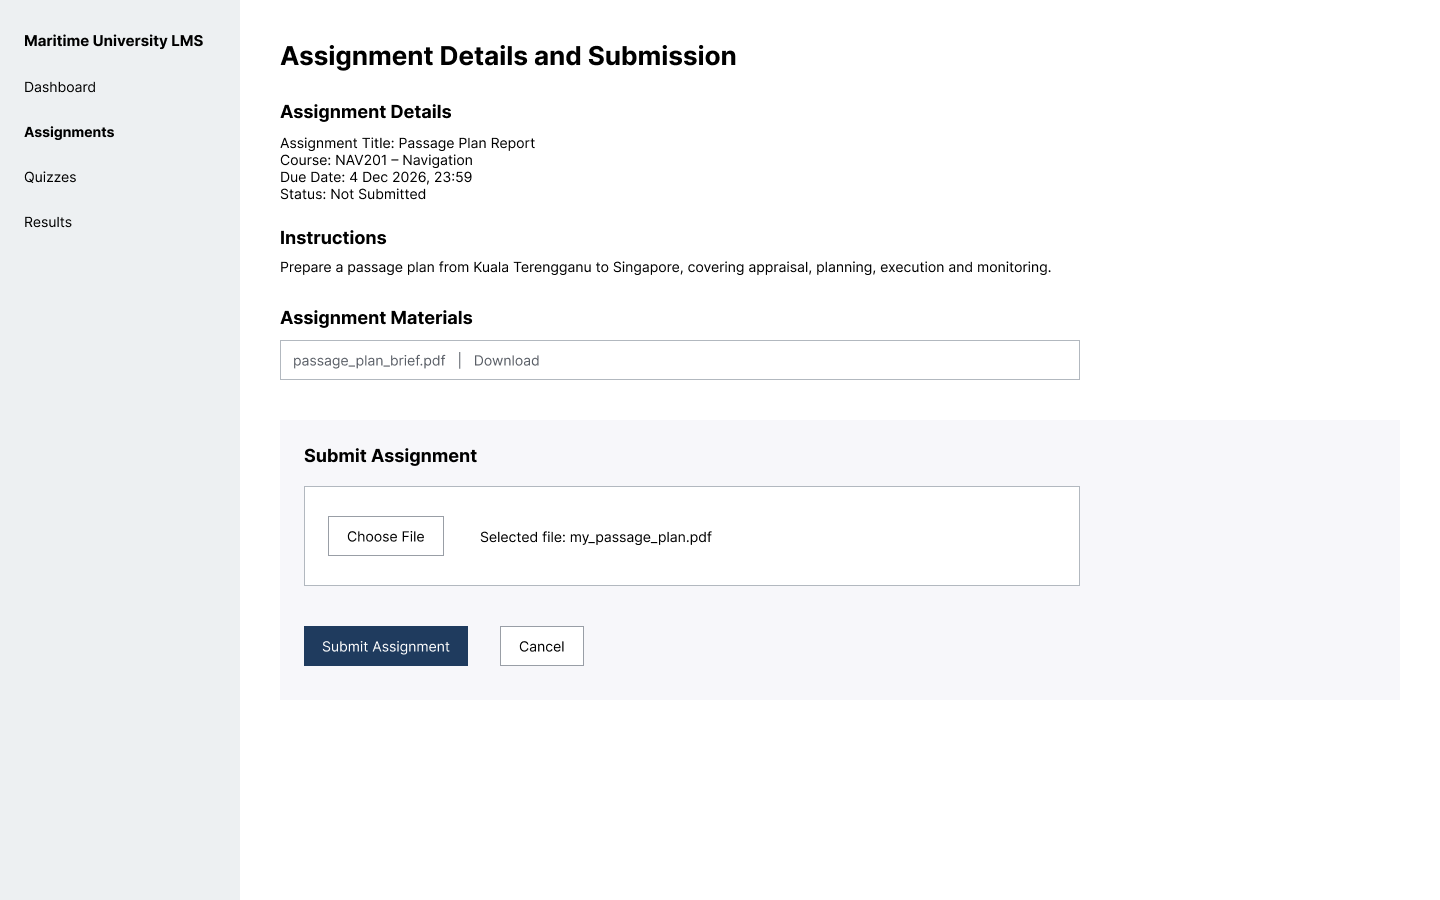 Maritime University LMS
Dashboard
Assignments
Quizzes
Results
Assignment Details and Submission
Assignment Details
Assignment Title: Passage Plan Report
Course: NAV201 – Navigation
Due Date: 4 Dec 2026, 23:59
Status: Not Submitted
Instructions
Prepare a passage plan from Kuala Terengganu to Singapore, covering appraisal, planning, execution and monitoring.
Assignment Materials
passage_plan_brief.pdf | Download
Submit Assignment
Choose File Selected file: my_passage_plan.pdf
Submit Assignment Cancel